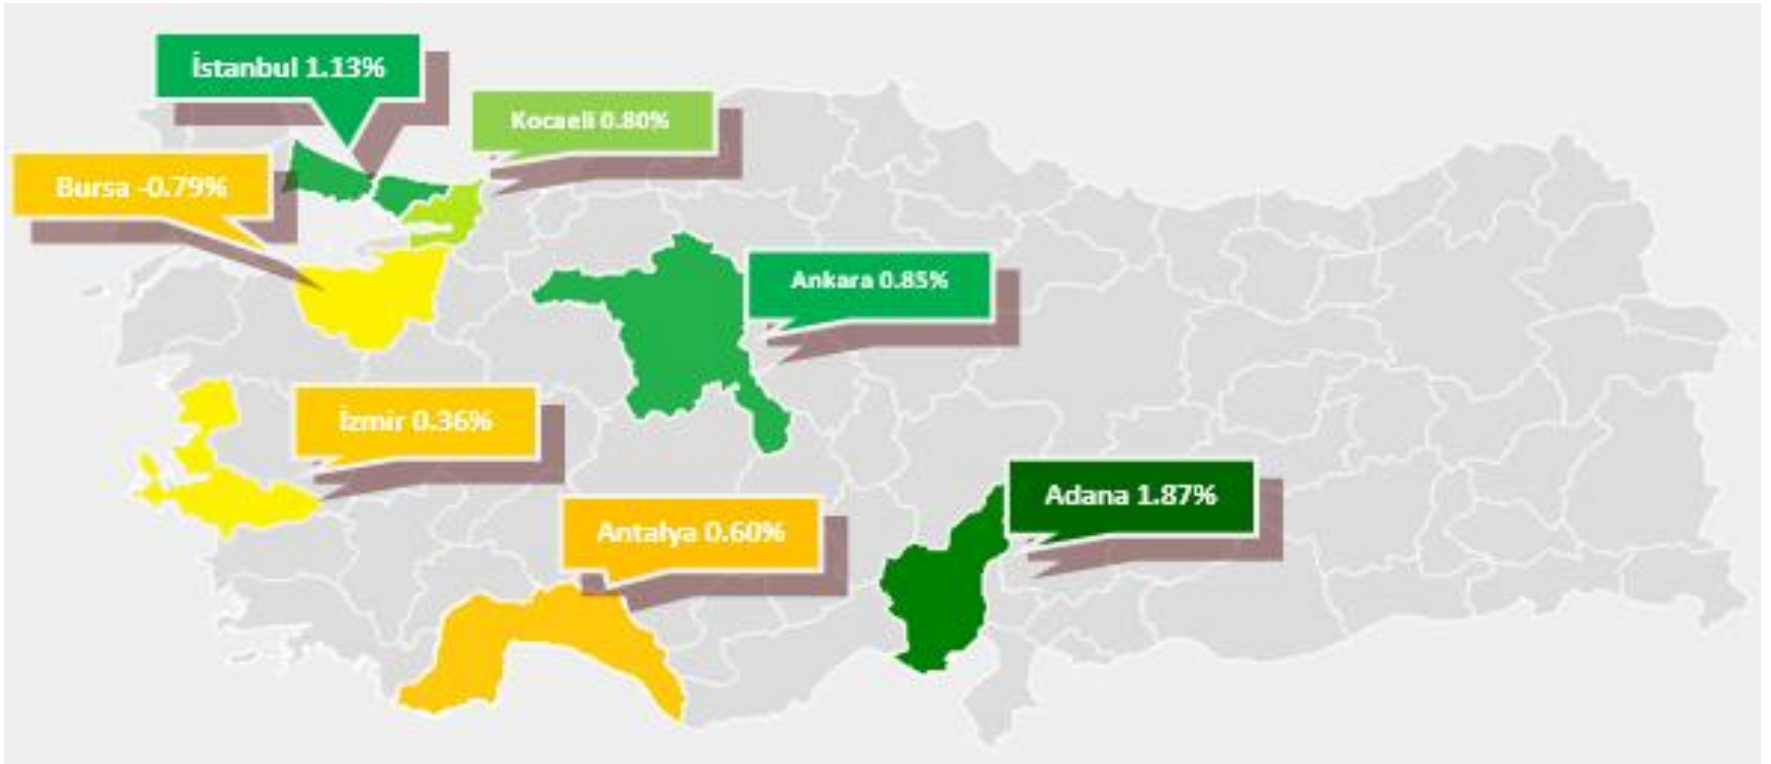 İstanbul 1.13%
Kocaeli 0.80%
Bursa -0.79%
Ankara 0.85%
İzmir 0.36%
Adana 1.87%
Antalya 0.60%